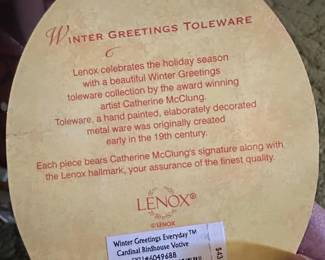 WINTER GREETINGS TOLEWARE
Lenox celebrates the holiday season
with a beautiful Winter Greetings
toleware collection by the award winning
artist Catherine McClung.
Toleware, a hand painted, elaborately decorated
metal ware was originally created
early in the 19th century.
Each piece bears Catherine McClung's signature along with
the Lenox hallmark, your assurance of the finest quality.
LENOX®
©LENOX
Winter Greetings Everyday™
Cardinal Birdhouse Votive
SKU#6049688